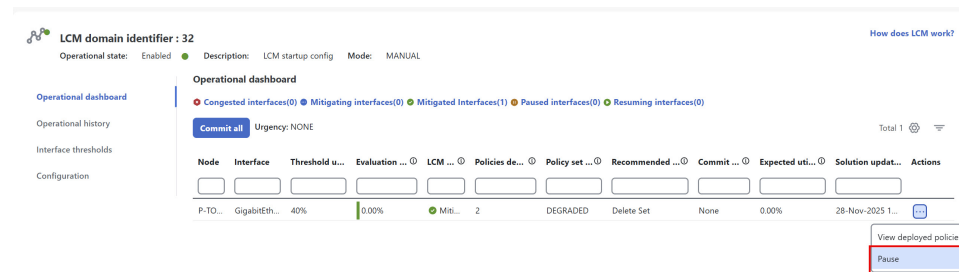 LCM domain identifier : 32
How does LCM work?
Operational state: Enabled Description: LCM startup config Mode: MANUAL
Operational dashboard
Operational history
Interface thresholds
Configuration
Operational dashboard
Congested interfaces(0) Mitigating interfaces(0) Mitigated Interfaces(1) Paused interfaces(0) Resuming interfaces(0)
Commit all Urgency: NONE Total 1
Node Interface Threshold u... Evaluation ... LCM ... Policies de... Policy set ... Recommended ... Commit ... Expected uti... Solution updat... Actions
P-TO... GigabitEth... 40% 0.00% Miti... 2 DEGRADED Delete Set None 0.00% 28-Nov-2025 1... ...
View deployed policie
Pause